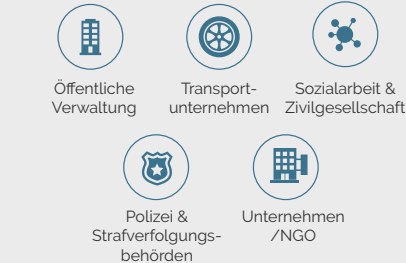 Öffentliche
Verwaltung
Transport-
unternehmen
Sozialarbeit &
Zivilgesellschaft
Polizei &
Strafverfolgungs-
behörden
Unternehmen
/NGO